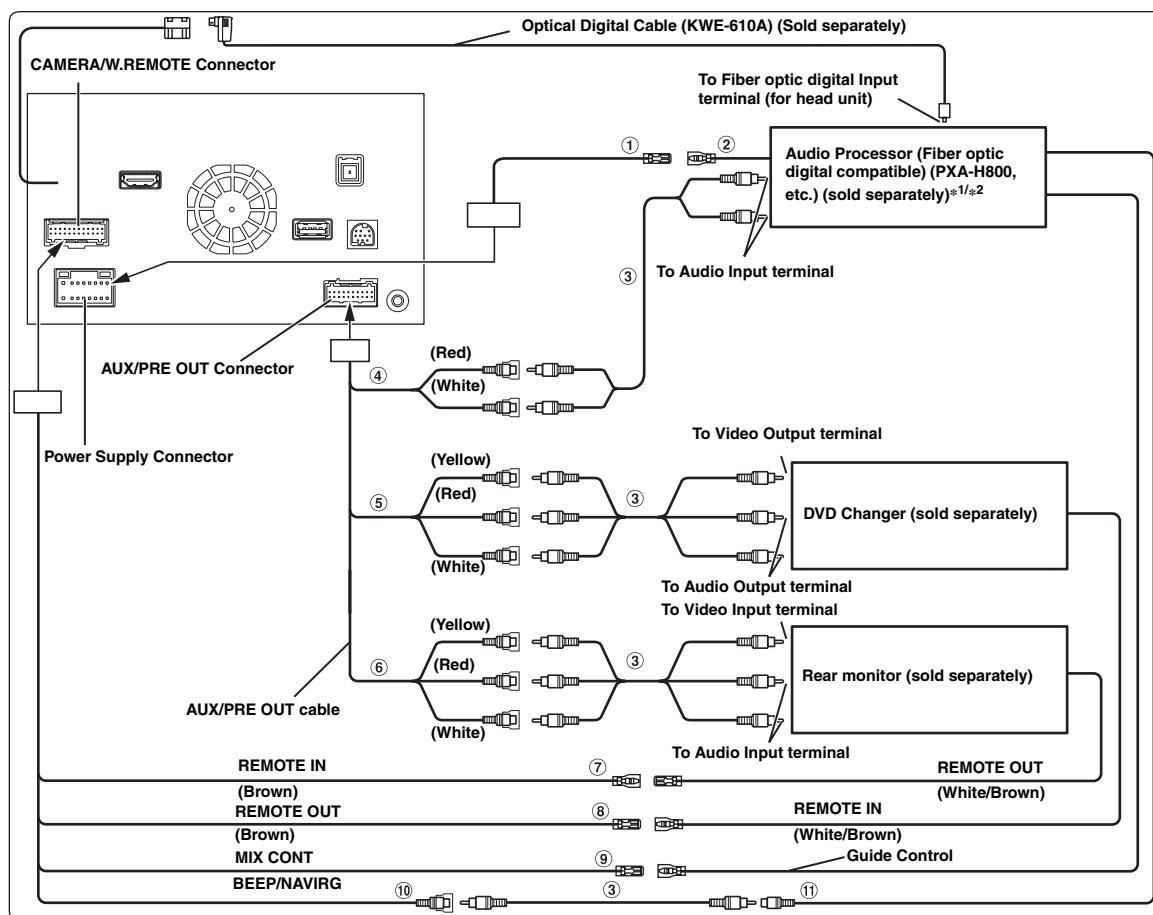 Optical Digital Cable (KWE-610A) (Sold separately)
CAMERA/W.REMOTE Connector
To Fiber optic digital Input
terminal (for head unit)
①
②
Audio Processor (Fiber optic
digital compatible) (PXA-H800,
etc.) (sold separately)*1/*2
To Audio Input terminal
③
AUX/PRE OUT Connector
(Red)
④
(White)
Power Supply Connector
To Video Output terminal
(Yellow)
(Red)
⑤
③
DVD Changer (sold separately)
(White)
To Audio Output terminal
To Video Input terminal
(Yellow)
(Red)
⑥
③
Rear monitor (sold separately)
AUX/PRE OUT cable
(White)
To Audio Input terminal
REMOTE IN
(Brown)
⑦
REMOTE OUT
(White/Brown)
REMOTE OUT
(Brown)
⑧
REMOTE IN
(White/Brown)
MIX CONT
⑨
Guide Control
BEEP/NAVIRG
⑩
③
⑪